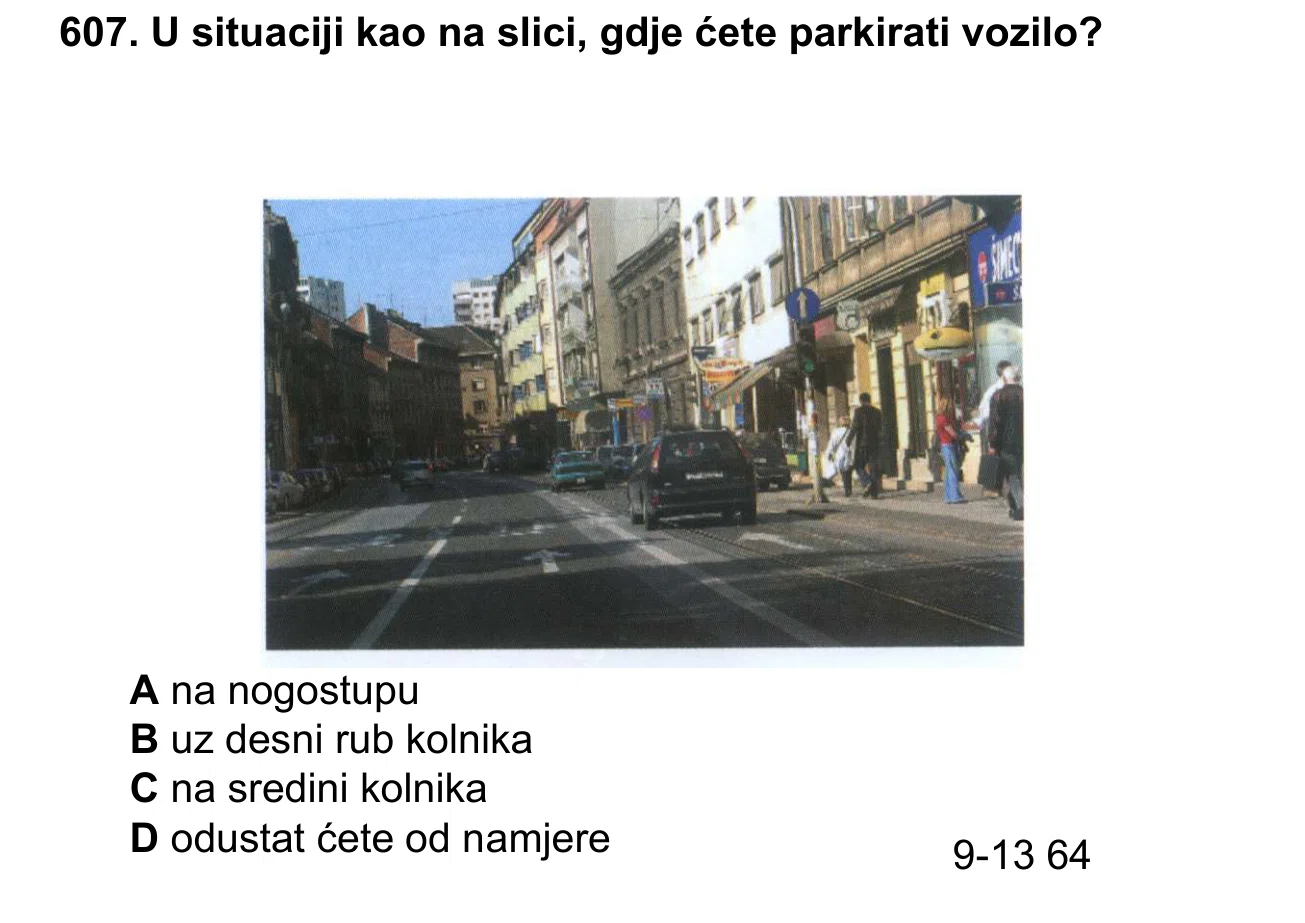 607. U situaciji kao na slici, gdje ćete parkirati vozilo?
A na nogostupu
B uz desni rub kolnika
C na sredini kolnika
D odustat ćete od namjere
9-13 64